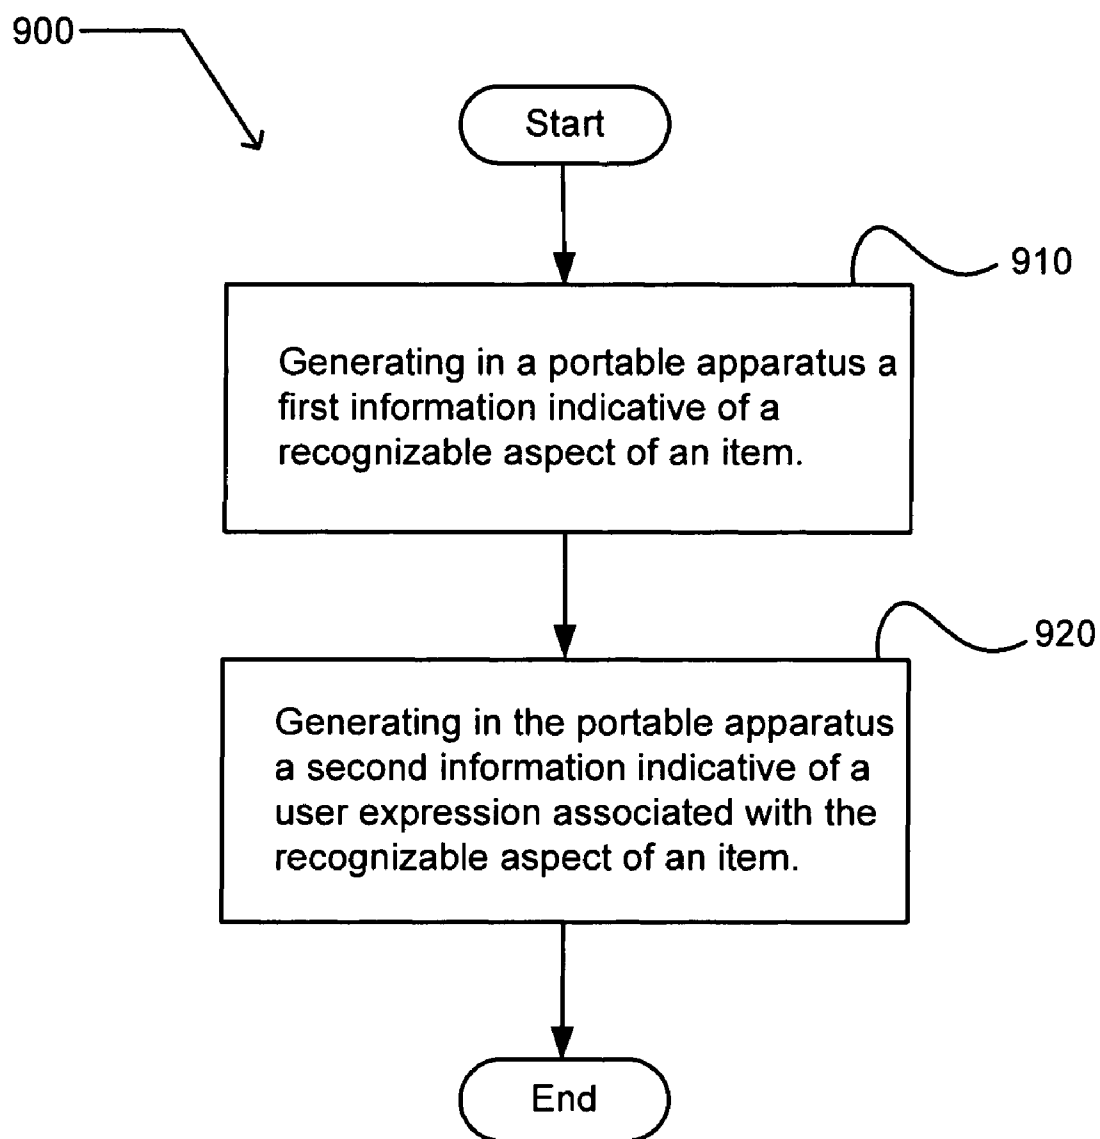 900
Start
910
Generating in a portable apparatus a
first information indicative of a
recognizable aspect of an item.
920
Generating in the portable apparatus
a second information indicative of a
user expression associated with the
recognizable aspect of an item.
End